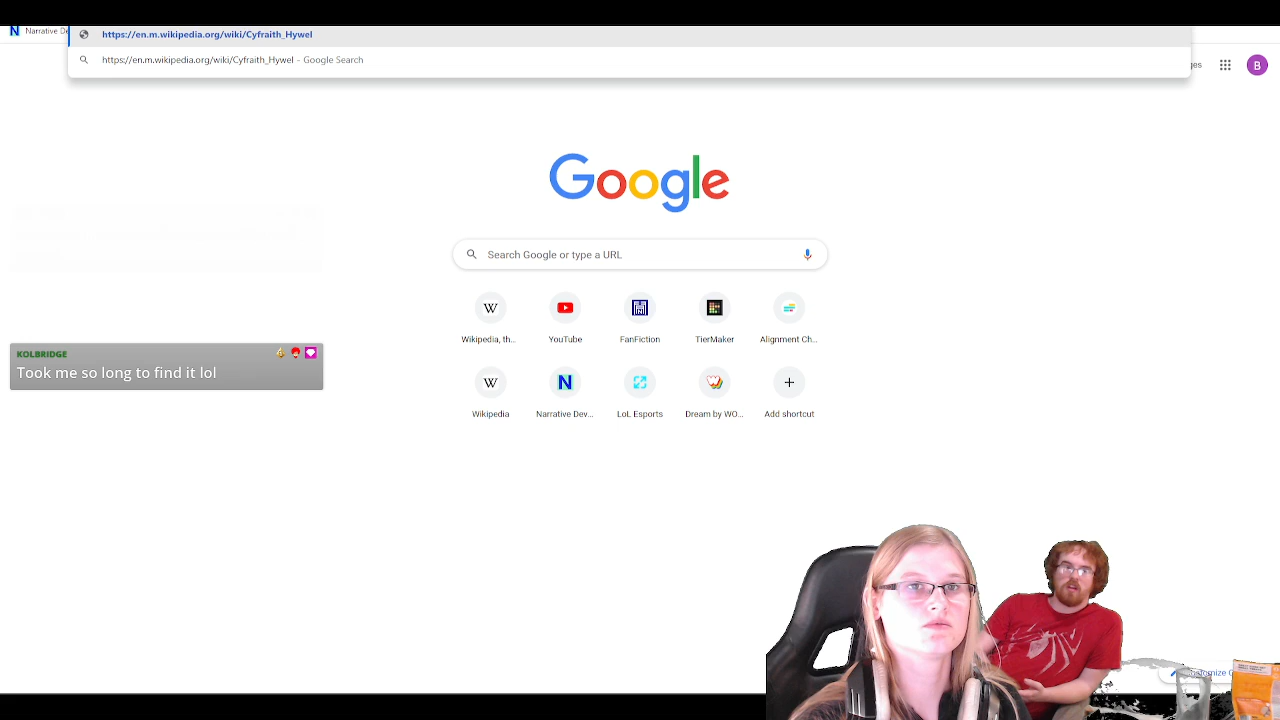 Narrative De
https://en.m.wikipedia.org/wiki/Cyfraith_Hywel
https://en.m.wikipedia.org/wiki/Cyfraith_Hywel - Google Search
ges
B
Google
Search Google or type a URL
Wikipedia, th...
YouTube
FanFiction
TierMaker
Alignment Ch...
KOLBRIDGE
Took me so long to find it lol
Wikipedia
Narrative Dev...
LoL Esports
Dream by WO...
Add shortcut